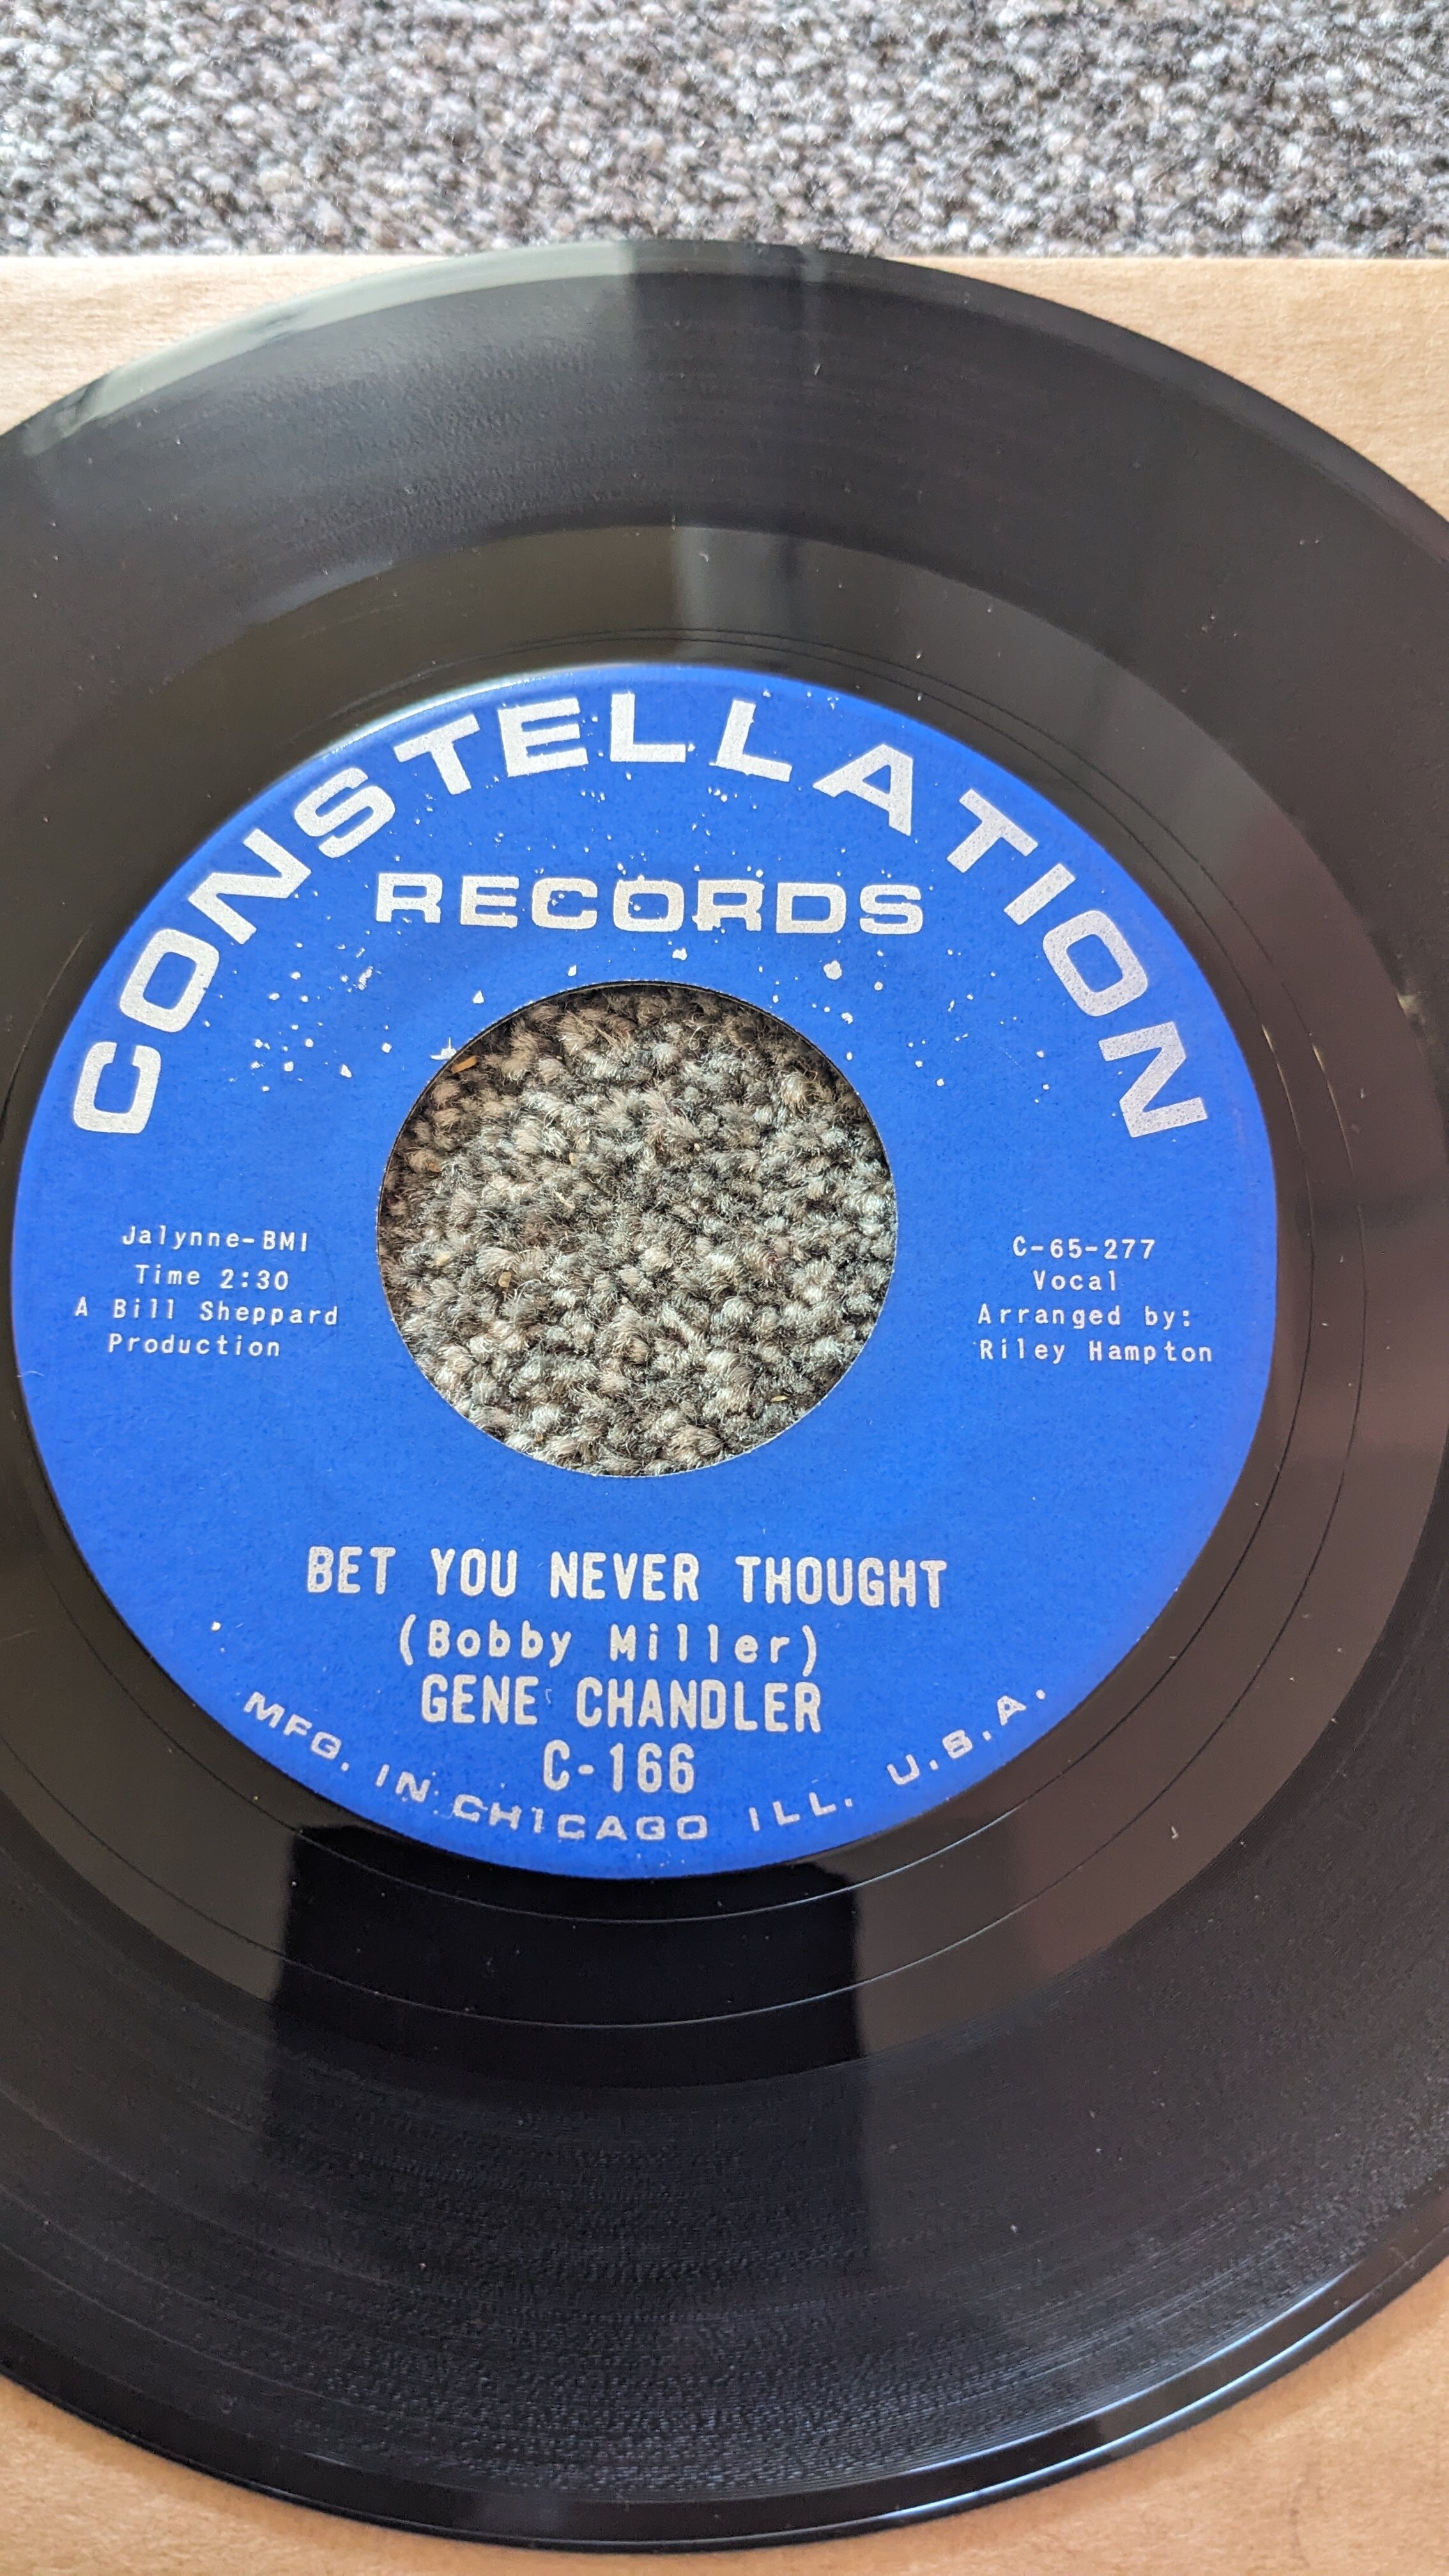 CONSTELLATION
RECORDS
Jalynne-BMI
Time 2:30
A Bill Sheppard
Production
C-65-277
Vocal
Arranged by:
Riley Hampton
BET YOU NEVER THOUGHT
(Bobby Miller)
GENE CHANDLER
C-166
MFG. IN CHICAGO ILL. U.S.A.